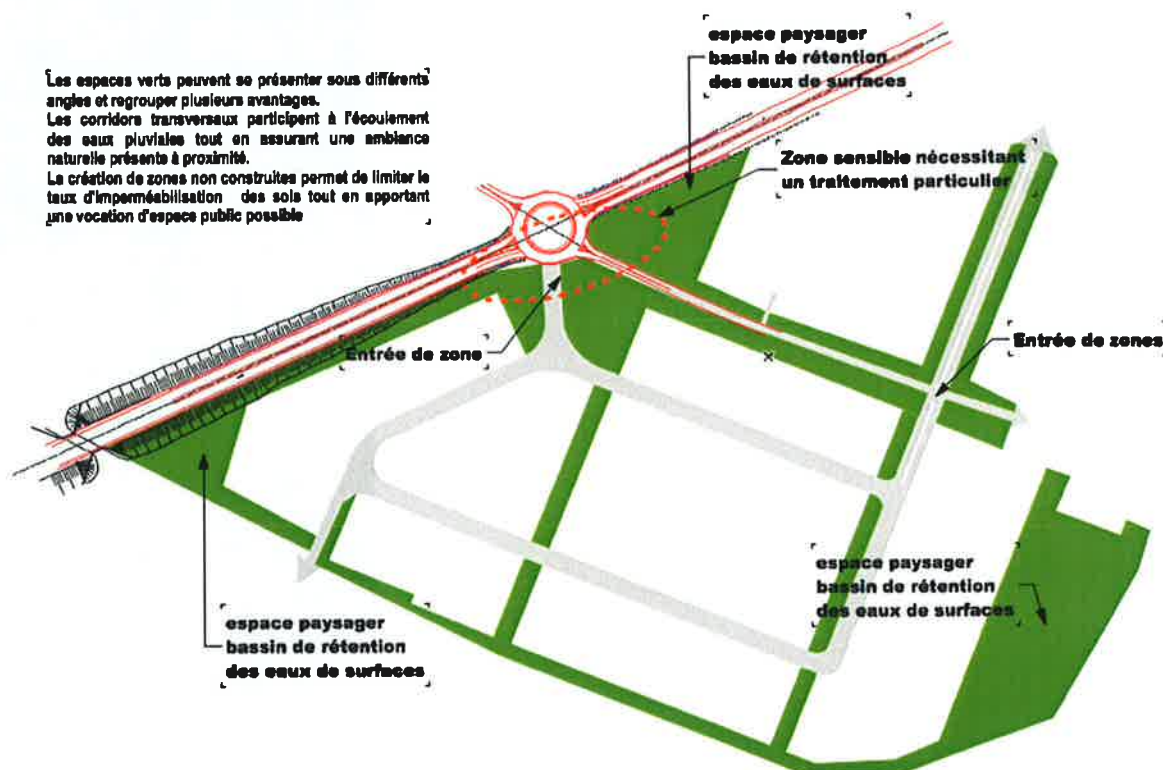 Les espaces verts peuvent se présenter sous différents
angles et regrouper plusieurs avantages.
Les corridors transversaux participent à l'écoulement
des eaux pluviales tout en assurant une ambiance
naturelle présente à proximité.
La création de zones non construites permet de limiter le
taux d'imperméabilisation des sols tout en apportant
une vocation d'espace public possible
espace paysager
bassin de rétention
des eaux de surfaces
Zone sensible nécessitant
un traitement particulier
Entrée de zone
Entrée de zones
espace paysager
bassin de rétention
des eaux de surfaces
espace paysager
bassin de rétention
des eaux de surfaces